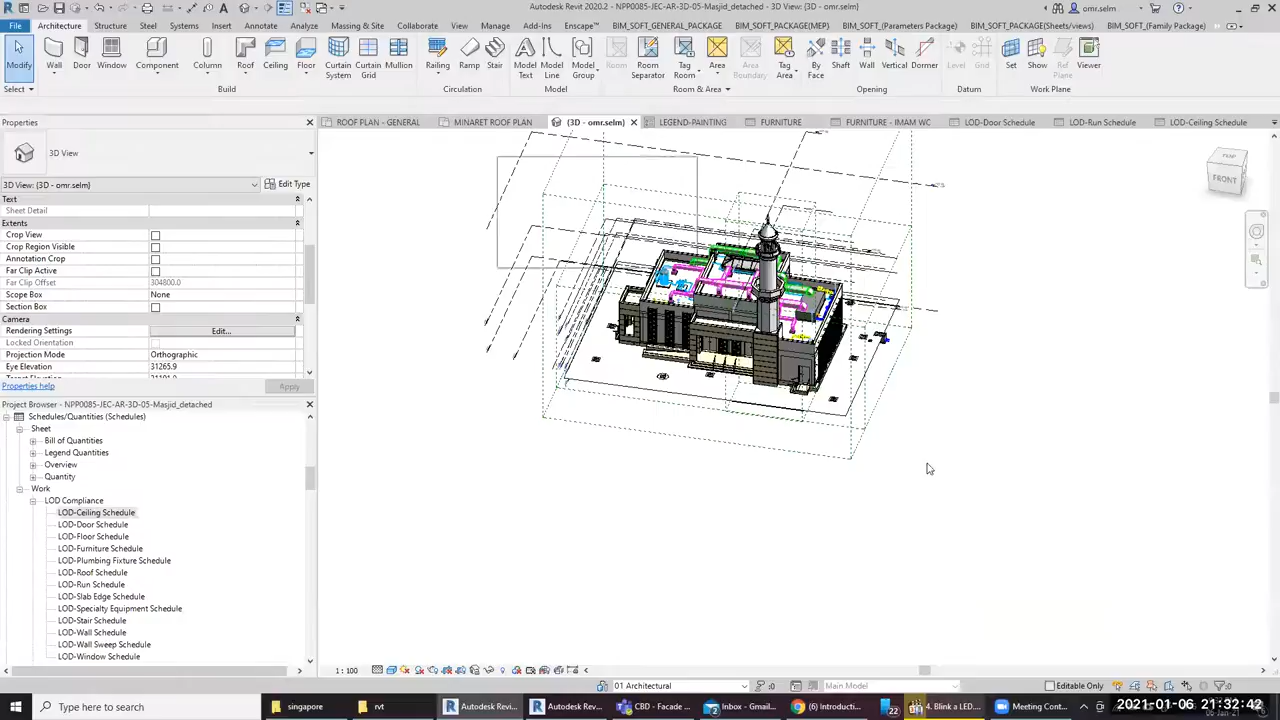 Autodesk Revit 2020.2 - NPP0085-JEC-AR-3D-05-Masjid_detached - 3D View: {3D - omr.selm}
omr.selm
File Architecture Structure Steel Systems Insert Annotate Analyze Massing & Site Collaborate View Manage Add-Ins Enscape™ BIM_SOFT_GENERAL_PACKAGE BIM_SOFT_PACKAGE(MEP) BIM_SOFT_(Parameters Package) BIM_SOFT_PACKAGE(Sheets/views) BIM_SOFT_(Family Package)
Modify Wall Door Window Component Column Roof Ceiling Floor Curtain System Curtain Grid Mullion Railing Ramp Stair Model Text Model Line Model Group Room Room Separator Tag Room Area Area Boundary Tag Area By Face Shaft Wall Vertical Dormer Level Grid Set Show Ref Plane Viewer
Select Build Circulation Model Room & Area Opening Datum Work Plane
Properties
ROOF PLAN - GENERAL MINARET ROOF PLAN {3D - omr.selm} LEGEND-PAINTING FURNITURE FURNITURE - IMAM WC LOD-Door Schedule LOD-Run Schedule LOD-Ceiling Schedule
3D View
3D View: {3D - omr.selm} Edit Type
Text
Sheet Detail
Extents
Crop View
Crop Region Visible
Annotation Crop
Far Clip Active
Far Clip Offset 304800.0
Scope Box None
Section Box
Camera
Rendering Settings Edit...
Locked Orientation
Projection Mode Orthographic
Eye Elevation 31265.9
Properties help Apply
Project Browser - NPP0085-JEC-AR-3D-05-Masjid_detached
Schedules/Quantities (Schedules)
Sheet
Bill of Quantities
Legend Quantities
Overview
Quantity
Work
LOD Compliance
LOD-Ceiling Schedule
LOD-Door Schedule
LOD-Floor Schedule
LOD-Furniture Schedule
LOD-Plumbing Fixture Schedule
LOD-Roof Schedule
LOD-Run Schedule
LOD-Slab Edge Schedule
LOD-Specialty Equipment Schedule
LOD-Stair Schedule
LOD-Wall Schedule
LOD-Wall Sweep Schedule
LOD-Window Schedule
TOP
FRONT
1 : 100
01 Architectural :0 Main Model Editable Only :0
Type here to search singapore rvt Autodesk Revi... Autodesk Rev... CBD - Facade ... Inbox - Gmail ... (6) Introducti... 22 4. Blink a LED... Meeting Cont... 2021-01-06 21:32:42